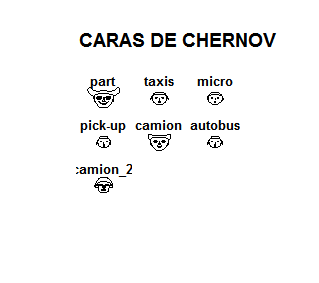 CARAS DE CHERNOV
part taxis micro
pick-up camion autobus
camion_2